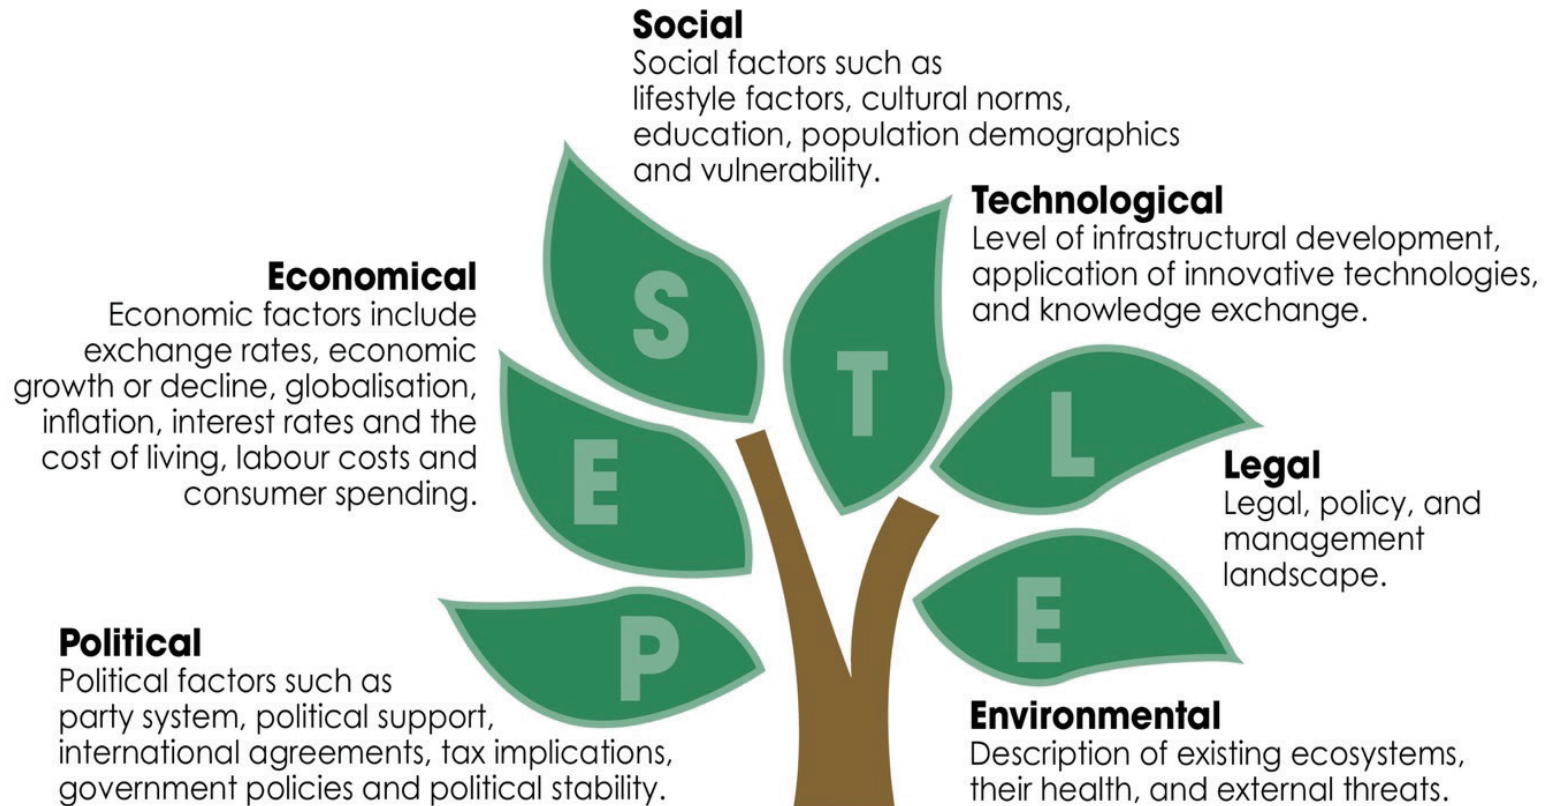 Social
Social factors such as
lifestyle factors, cultural norms,
education, population demographics
and vulnerability.
Technological
Level of infrastructural development,
application of innovative technologies,
and knowledge exchange.
Economical
Economic factors include
exchange rates, economic
growth or decline, globalisation,
inflation, interest rates and the
cost of living, labour costs and
consumer spending.
S
T
E
L
Legal
Legal, policy, and
management
landscape.
P
E
Political
Political factors such as
party system, political support,
international agreements, tax implications,
government policies and political stability.
Environmental
Description of existing ecosystems,
their health, and external threats.